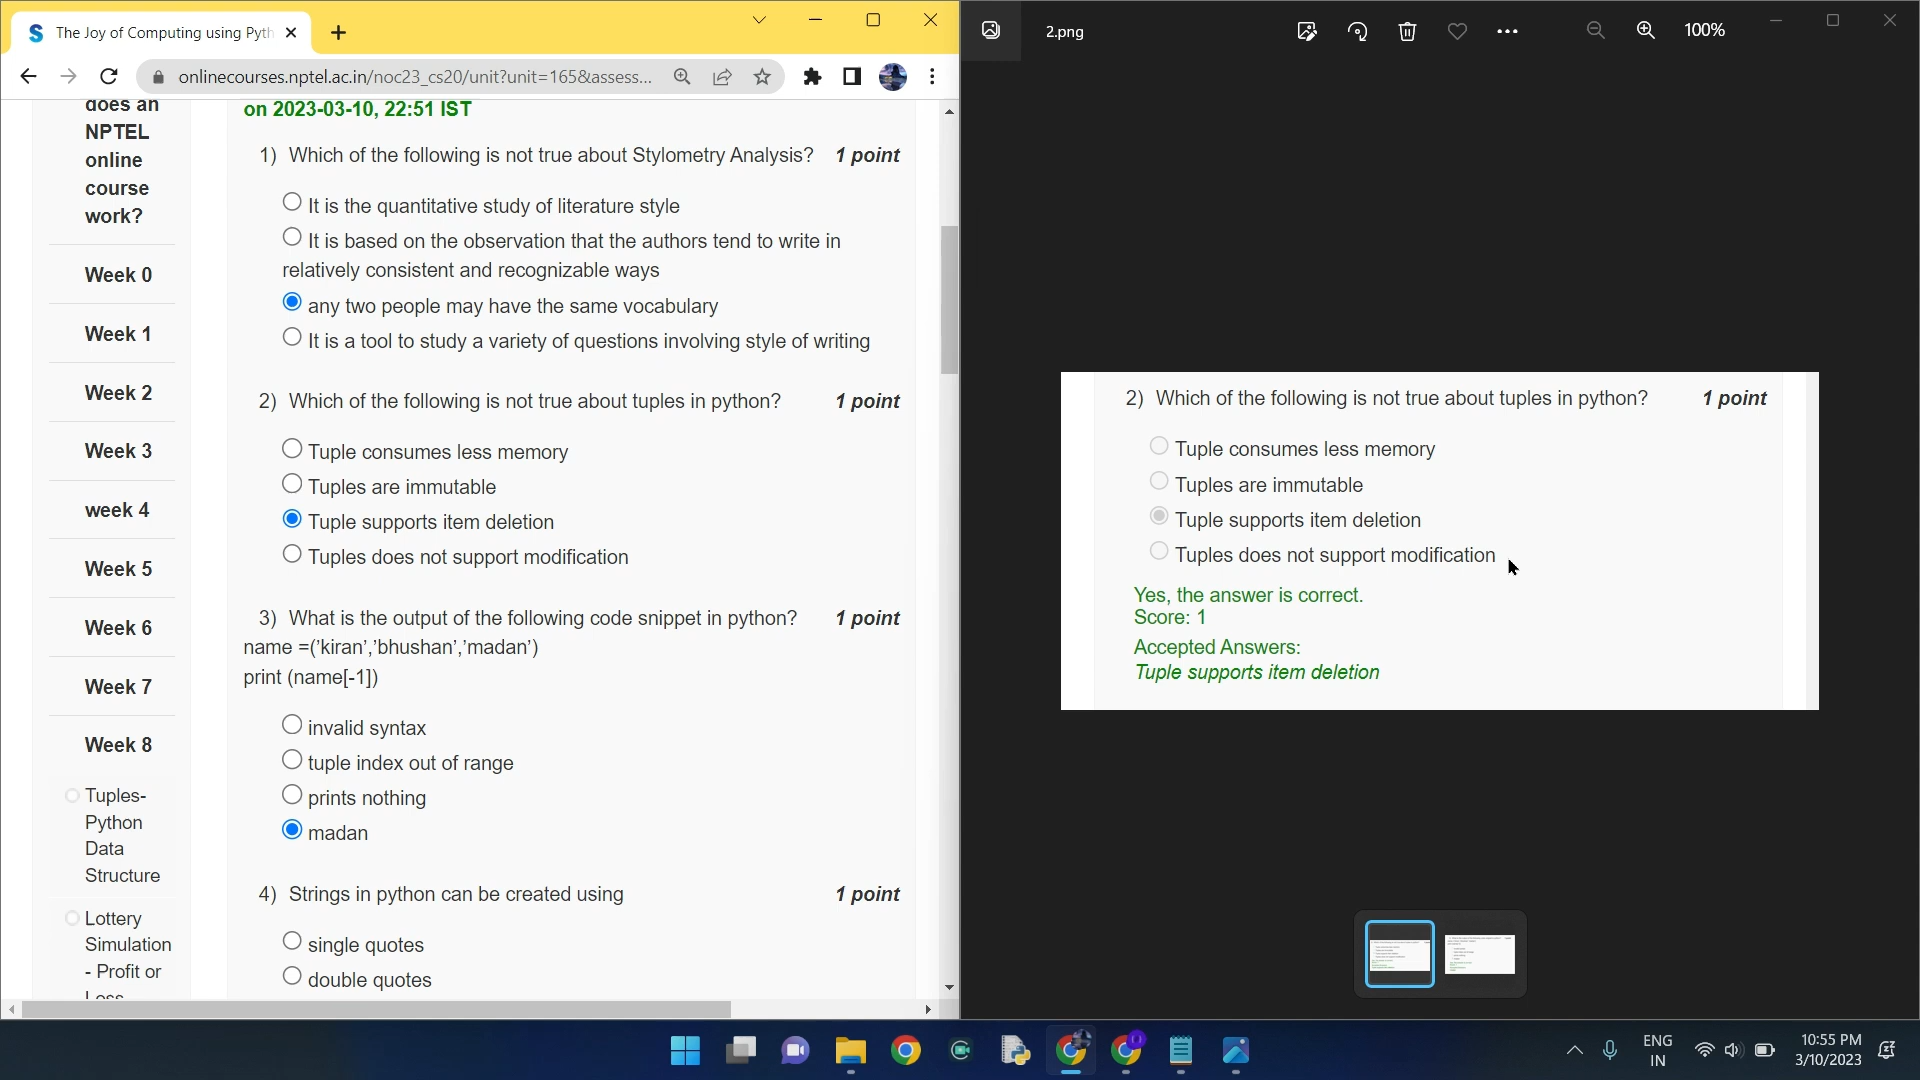 The Joy of Computing using Pyth
onlinecourses.nptel.ac.in/noc23_cs20/unit?unit=165&assess...
does an
NPTEL
online
course
work?
Week 0
Week 1
Week 2
Week 3
week 4
Week 5
Week 6
Week 7
Week 8
Tuples-
Python
Data
Structure
Lottery
Simulation
- Profit or
Loss
on 2023-03-10, 22:51 IST
1) Which of the following is not true about Stylometry Analysis? 1 point
It is the quantitative study of literature style
It is based on the observation that the authors tend to write in
relatively consistent and recognizable ways
any two people may have the same vocabulary
It is a tool to study a variety of questions involving style of writing
2) Which of the following is not true about tuples in python? 1 point
Tuple consumes less memory
Tuples are immutable
Tuple supports item deletion
Tuples does not support modification
3) What is the output of the following code snippet in python? 1 point
name =(’kiran’,’bhushan’,’madan’)
print (name[-1])
invalid syntax
tuple index out of range
prints nothing
madan
4) Strings in python can be created using 1 point
single quotes
double quotes
2.png
100%
2) Which of the following is not true about tuples in python? 1 point
Tuple consumes less memory
Tuples are immutable
Tuple supports item deletion
Tuples does not support modification
Yes, the answer is correct.
Score: 1
Accepted Answers:
Tuple supports item deletion
ENG
IN
10:55 PM
3/10/2023